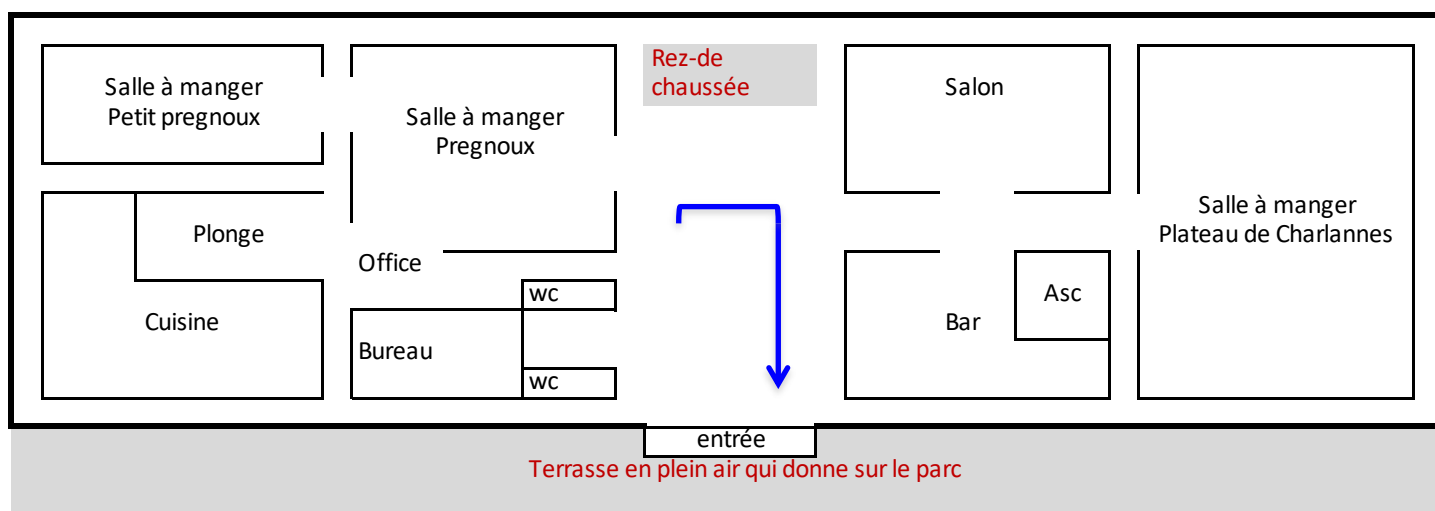 Salle à manger
Petit pregnoux
Salle à manger
Pregnoux
Rez-de
chaussée
Salon
Salle à manger
Plateau de Charlannes
Plonge
Office
Cuisine
Bureau
wc
wc
Bar
Asc
entrée
Terrasse en plein air qui donne sur le parc